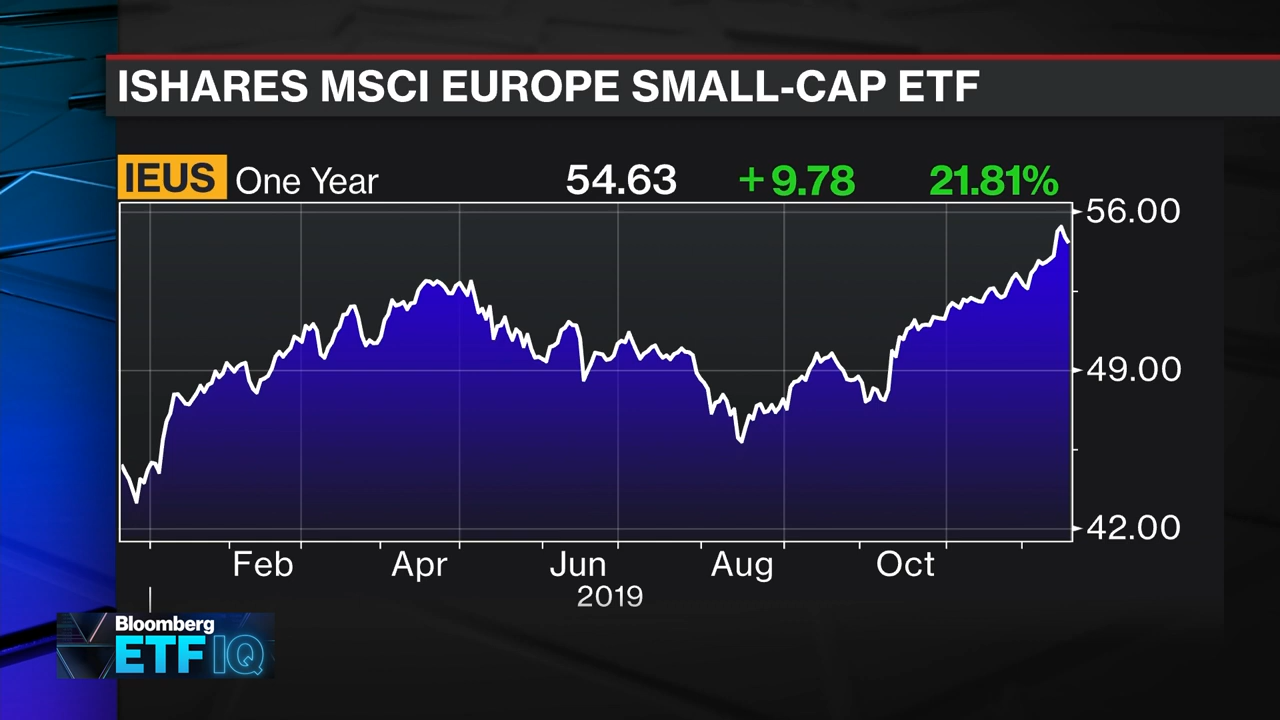 ISHARES MSCI EUROPE SMALL-CAP ETF
IEUS One Year 54.63 +9.78 21.81%
56.00
49.00
42.00
Feb Apr Jun Aug Oct
2019
Bloomberg
ETF IQ